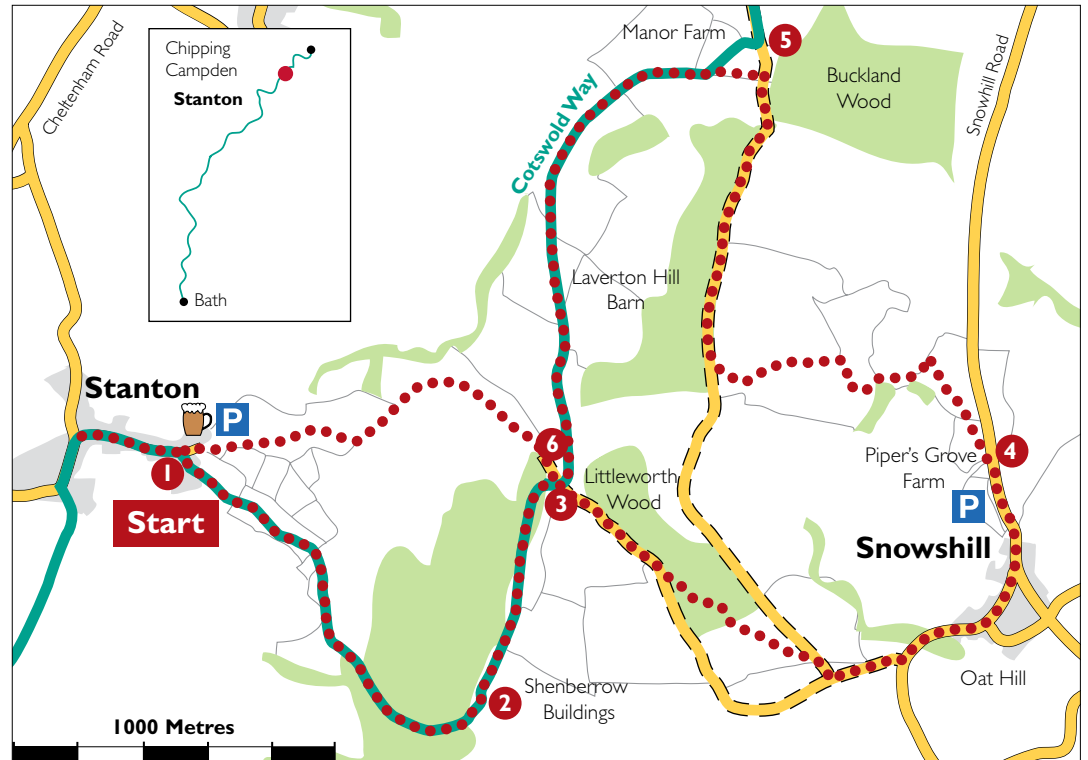 Cheltenham Road
Chipping
Campden
Stanton
Bath
Manor Farm
5
Buckland
Wood
Snowshill Road
Cotswold Way
Laverton Hill
Barn
Stanton
P
1
Start
6
3
Littleworth
Wood
Piper's Grove
Farm
4
P
Snowshill
2
Shenberrow
Buildings
Oat Hill
1000 Metres